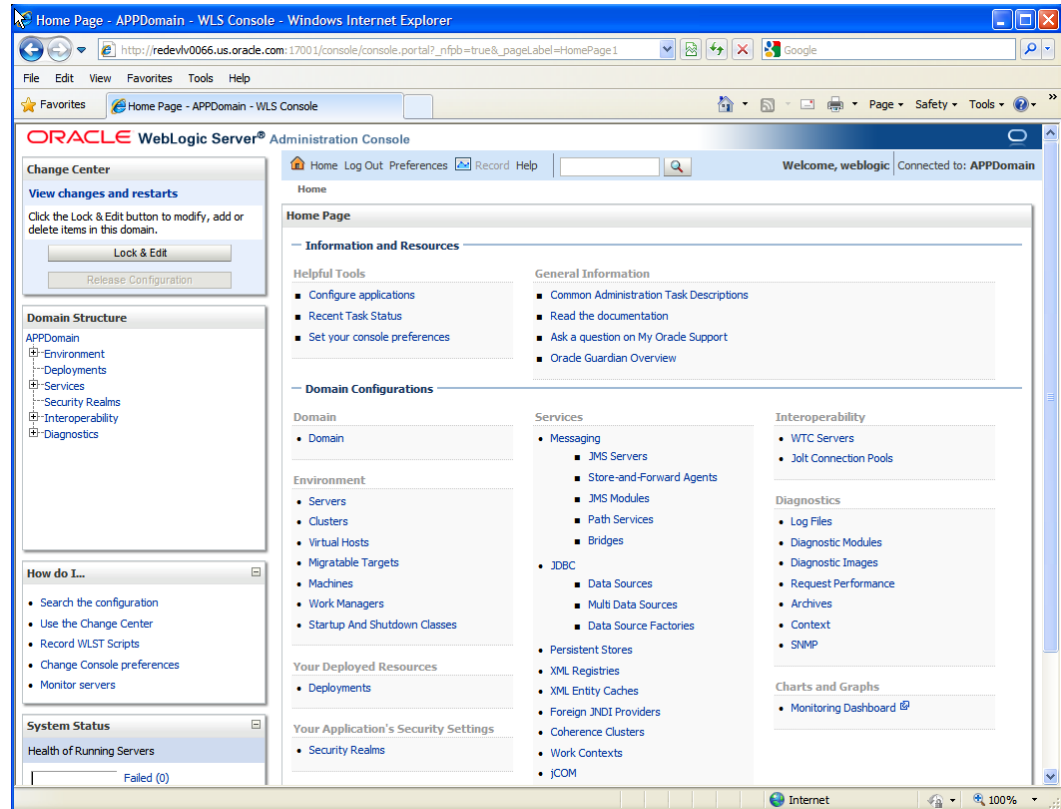 Home Page - APPDomain - WLS Console - Windows Internet Explorer
http://redevlv0066.us.oracle.com:17001/console/console.portal?_nfpb=true&_pageLabel=HomePage1
Google
File Edit View Favorites Tools Help
Favorites
Home Page - APPDomain - WLS Console
Page Safety Tools
ORACLE WebLogic Server® Administration Console
Change Center
View changes and restarts
Click the Lock & Edit button to modify, add or
delete items in this domain.
Lock & Edit
Release Configuration
Domain Structure
APPDomain
Environment
Deployments
Services
Security Realms
Interoperability
Diagnostics
How do I...
Search the configuration
Use the Change Center
Record WLST Scripts
Change Console preferences
Monitor servers
System Status
Health of Running Servers
Failed (0)
Home Log Out Preferences Record Help
Welcome, weblogic Connected to: APPDomain
Home
Home Page
Information and Resources
Helpful Tools
Configure applications
Recent Task Status
Set your console preferences
General Information
Common Administration Task Descriptions
Read the documentation
Ask a question on My Oracle Support
Oracle Guardian Overview
Domain Configurations
Domain
Domain
Environment
Servers
Clusters
Virtual Hosts
Migratable Targets
Machines
Work Managers
Startup And Shutdown Classes
Your Deployed Resources
Deployments
Your Application's Security Settings
Security Realms
Services
Messaging
JMS Servers
Store-and-Forward Agents
JMS Modules
Path Services
Bridges
JDBC
Data Sources
Multi Data Sources
Data Source Factories
Persistent Stores
XML Registries
XML Entity Caches
Foreign JNDI Providers
Coherence Clusters
Work Contexts
jCOM
Interoperability
WTC Servers
Jolt Connection Pools
Diagnostics
Log Files
Diagnostic Modules
Diagnostic Images
Request Performance
Archives
Context
SNMP
Charts and Graphs
Monitoring Dashboard
Internet
100%